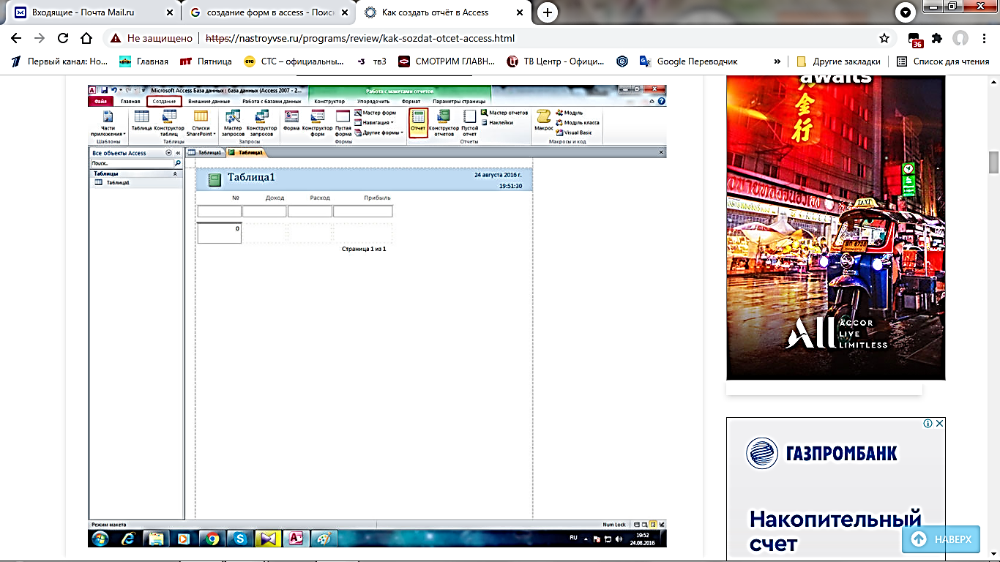 Входящие - Почта Mail.ru
создание форм в access - Поис
Как создать отчёт в Access
Не защищено
https://nastroyvse.ru/programs/review/kak-sozdat-otcet-access.html
36
Первый канал: Но...
Главная
Пятница
СТС – официальны...
тв3
СМОТРИМ ГЛАВН...
ТВ Центр - Офици...
Google Переводчик
»
Другие закладки
Список для чтения
Microsoft Access База данных : база данных (Access 2007 - 2...
Работа с макетами отчетов
Файл
Главная
Создание
Внешние данные
Работа с базами данных
Конструктор
Упорядочить
Формат
Параметры страницы
Части приложения
Таблица
Конструктор таблиц
Списки SharePoint
Мастер запросов
Конструктор запросов
Форма
Конструктор форм
Пустая форма
Мастер форм
Навигация
Другие формы
Отчет
Конструктор отчетов
Пустой отчет
Мастер отчетов
Наклейки
Макрос
Модуль
Модуль класса
Visual Basic
Шаблоны
Таблицы
Запросы
Формы
Отчеты
Макросы и код
Все объекты Access
Поиск..
Таблицы
Таблица1
Таблица1
Таблица1
Таблица1
24 августа 2016 г.
19:51:30
№
Доход
Расход
Прибыль
0
Страница 1 из 1
Режим макета
Num Lock
RU
19:52
24.08.2016
awaits
金
行
TAXI
ALL
ACCOR
LIVE
LIMITLESS
ГАЗПРОМБАНК
Накопительный
счет
НАВЕРХ